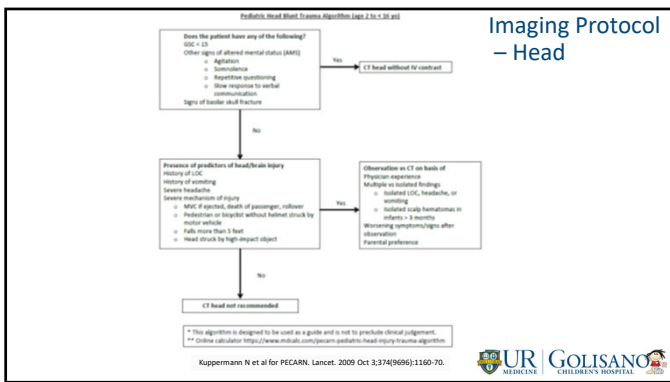 Pediatric Head Blunt Trauma Algorithm (age 2 to < 16 yo)
Imaging Protocol
– Head
Does the patient have any of the following?
GSC < 15
Other signs of altered mental status (AMS)
o Agitation
o Somnolence
o Repetitive questioning
o Slow response to verbal
communication
Signs of basilar skull fracture
Yes
CT head without IV contrast
No
Presence of predictors of head/brain injury
History of LOC
History of vomiting
Severe headache
Severe mechanism of injury
o MVC if ejected, death of passenger, rollover
o Pedestrian or bicyclist without helmet struck by
motor vehicle
o Falls more than 5 feet
o Head struck by high-impact object
Yes
Observation vs CT on basis of
Physician experience
Multiple vs isolated findings
o Isolated LOC, headache, or
vomiting
o Isolated scalp hematomas in
infants > 3 months
Worsening symptoms/signs after
observation
Parental preference
No
CT head not recommended
* This algorithm is designed to be used as a guide and is not to preclude clinical judgement.
** Online calculator https://www.mdcalc.com/pecarn-pediatric-head-injury-trauma-algorithm
Kuppermann N et al for PECARN. Lancet. 2009 Oct 3;374(9696):1160-70.
UR MEDICINE | GOLISANO CHILDREN'S HOSPITAL